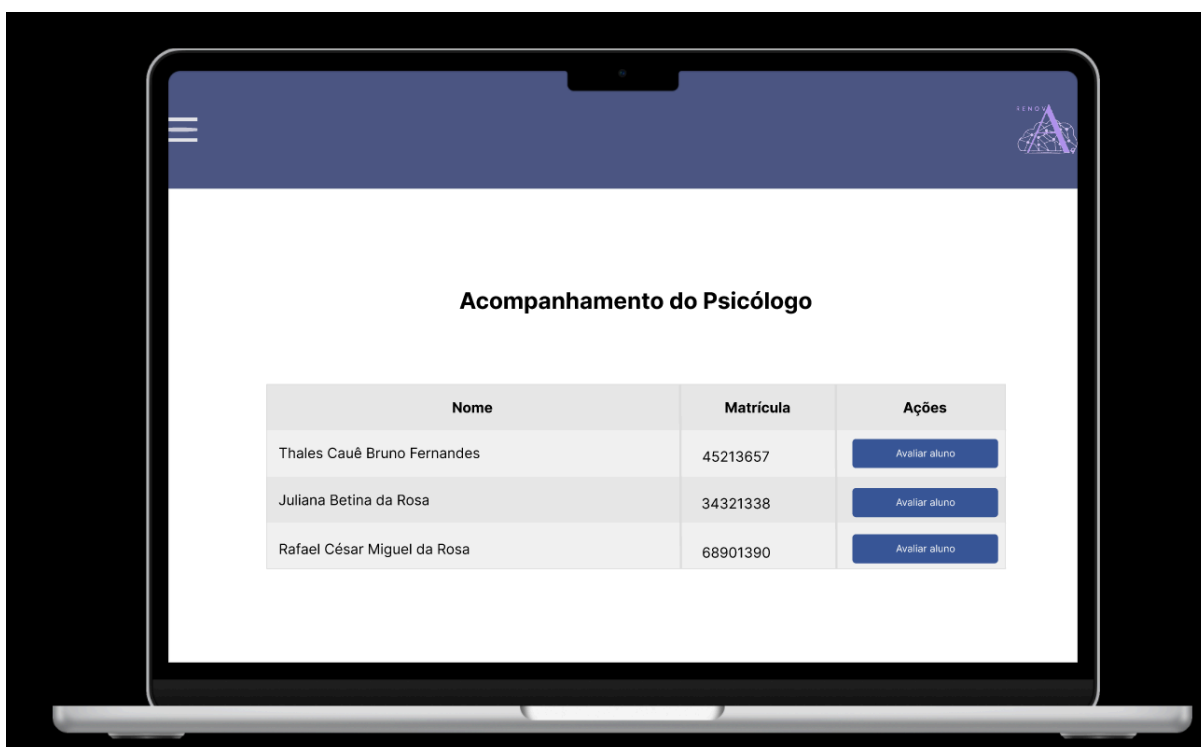 RENOV
A
Acompanhamento do Psicólogo
Nome Matrícula Ações
Thales Cauê Bruno Fernandes 45213657 Avaliar aluno
Juliana Betina da Rosa 34321338 Avaliar aluno
Rafael César Miguel da Rosa 68901390 Avaliar aluno